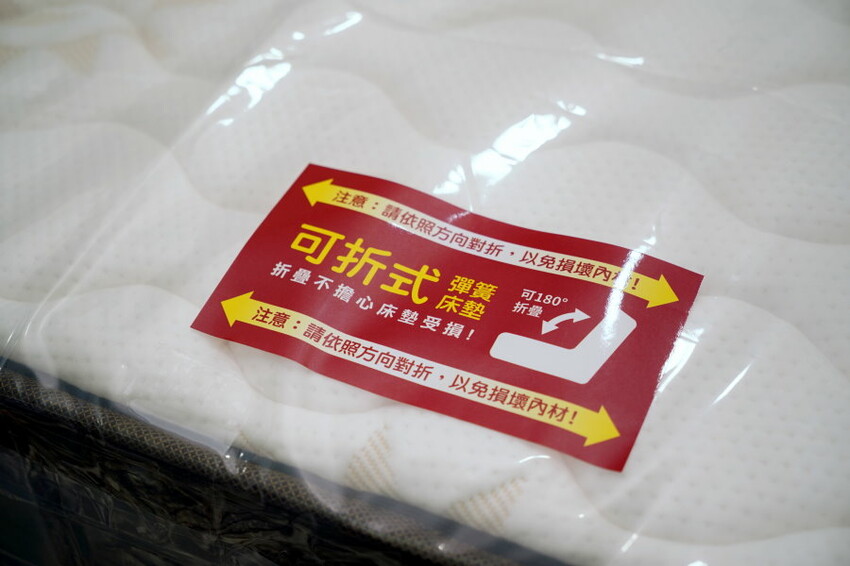 注意：請依照方向對折，以免損壞內材!
可折式 彈簧床墊
折疊不擔心床墊受損!
可180°
折疊
注意：請依照方向對折，以免損壞內材!